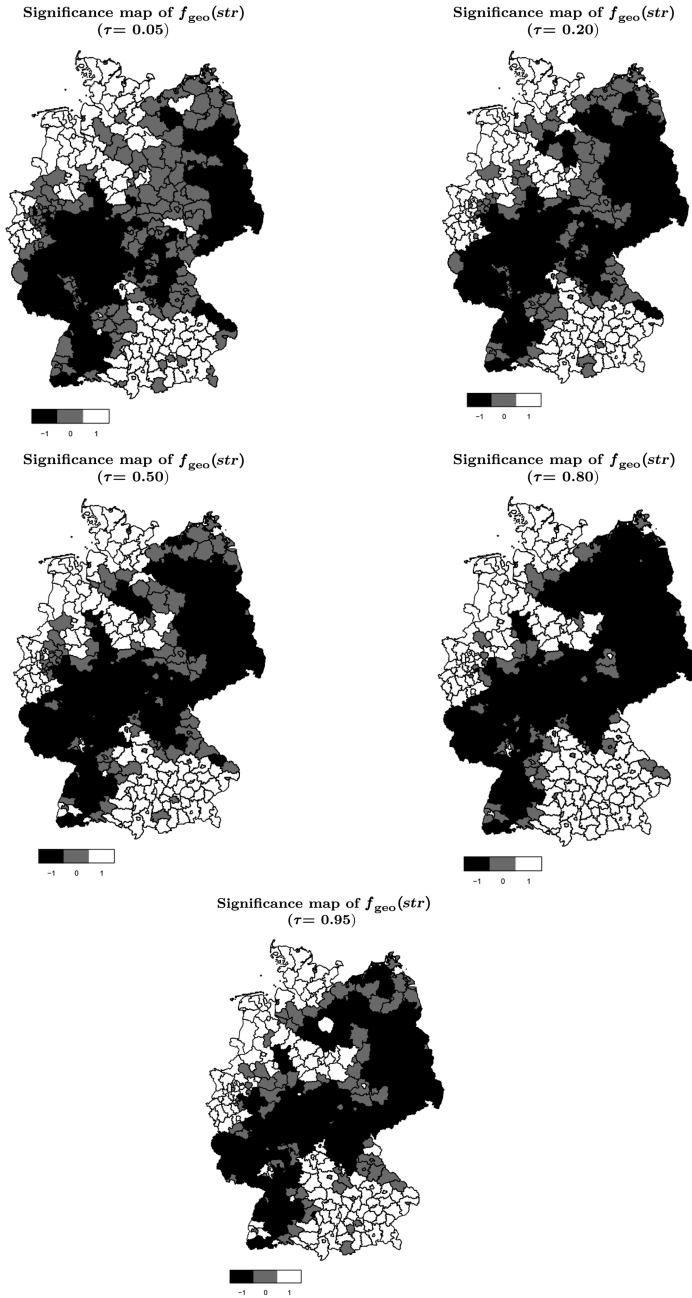 Significance map of f_geo(str)
(τ= 0.05)
-1 0 1
Significance map of f_geo(str)
(τ= 0.20)
-1 0 1
Significance map of f_geo(str)
(τ= 0.50)
-1 0 1
Significance map of f_geo(str)
(τ= 0.80)
-1 0 1
Significance map of f_geo(str)
(τ= 0.95)
-1 0 1